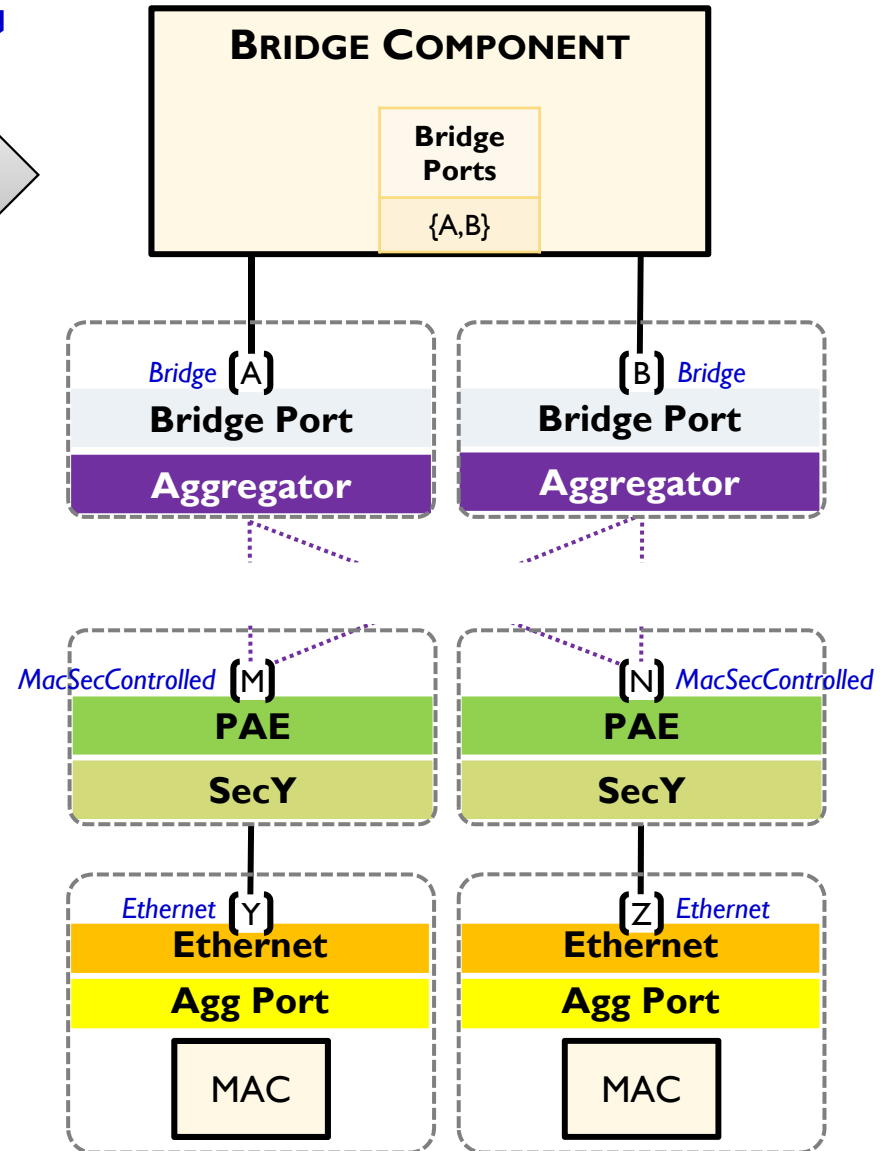 BRIDGE COMPONENT
Bridge
Ports
{A,B}
Bridge [A]
[B] Bridge
Bridge Port
Bridge Port
Aggregator
Aggregator
MacSecControlled [M]
[N] MacSecControlled
PAE
PAE
SecY
SecY
Ethernet [Y]
[Z] Ethernet
Ethernet
Ethernet
Agg Port
Agg Port
MAC
MAC